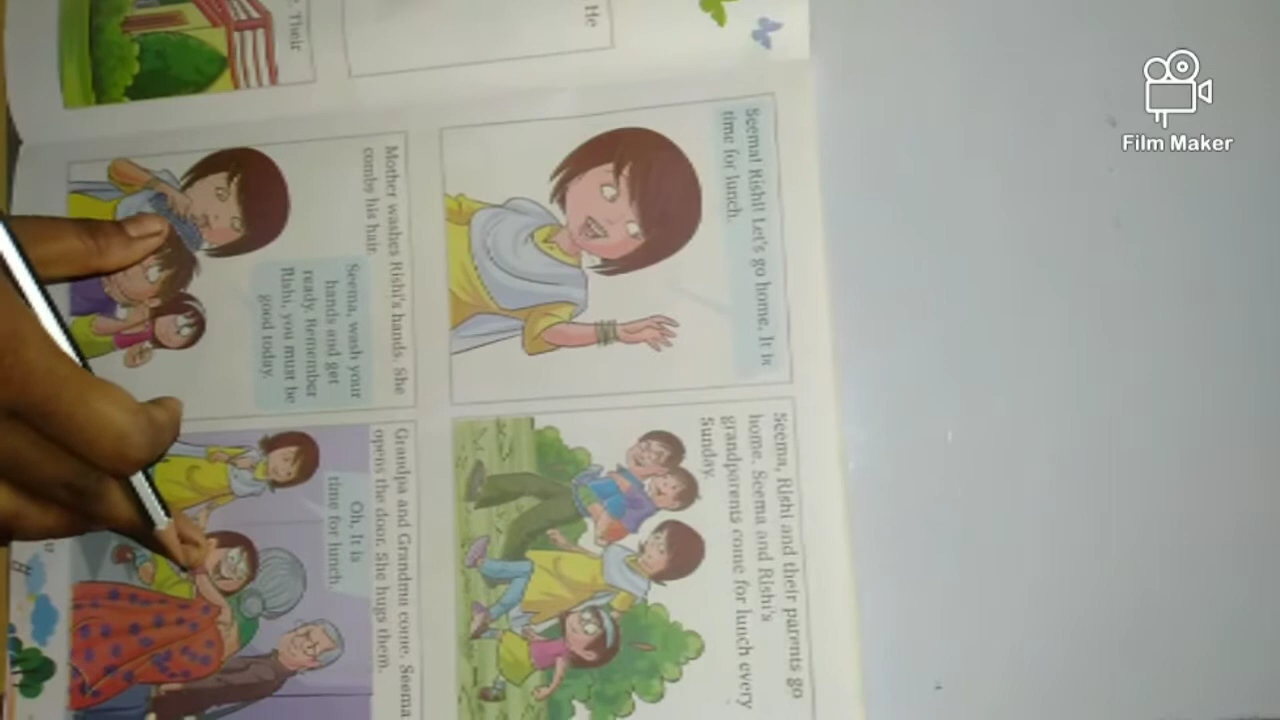 Seema! Rishi! Let's go home. It is
time for lunch.
Seema, Rishi and their parents go
home. Seema and Rishi's
grandparents come for lunch every
Sunday.
Mother washes Rishi's hands. She
combs his hair.
Seema, wash your
hands and get
ready. Remember
Rishi, you must be
good today.
Grandpa and Grandma come. Seema
opens the door. She hugs them.
Oh, It is
time for lunch
He
Their
Film Maker